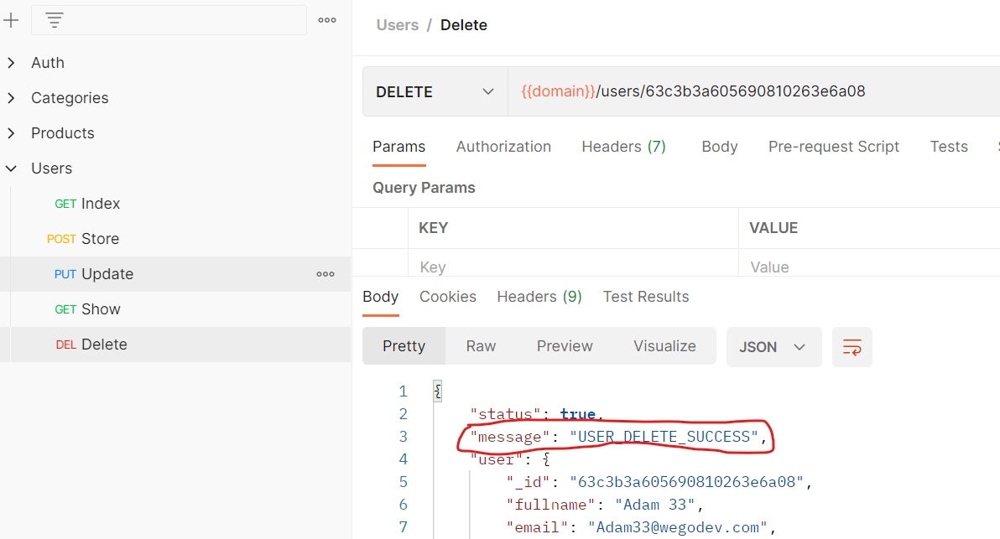 Users / Delete
Auth
Categories
Products
Users
GET Index
POST Store
PUT Update
GET Show
DEL Delete
DELETE
{{domain}}/users/63c3b3a605690810263e6a08
Params Authorization Headers (7) Body Pre-request Script Tests
Query Params
KEY VALUE
Key Value
Body Cookies Headers (9) Test Results
Pretty Raw Preview Visualize JSON
1 {
2 "status": true,
3 "message": "USER_DELETE_SUCCESS",
4 "user": {
5 "_id": "63c3b3a605690810263e6a08",
6 "fullname": "Adam 33",
7 "email": "Adam33@wegodev.com",